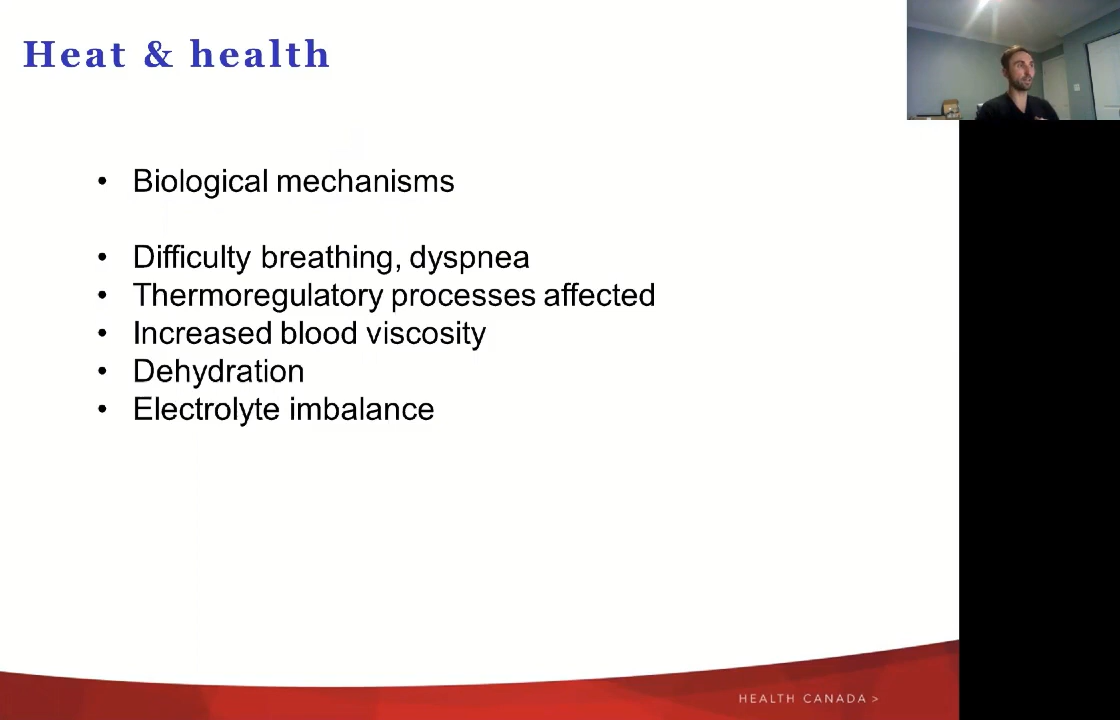 Heat & health
• Biological mechanisms
• Difficulty breathing, dyspnea
• Thermoregulatory processes affected
• Increased blood viscosity
• Dehydration
• Electrolyte imbalance
HEALTH CANADA >